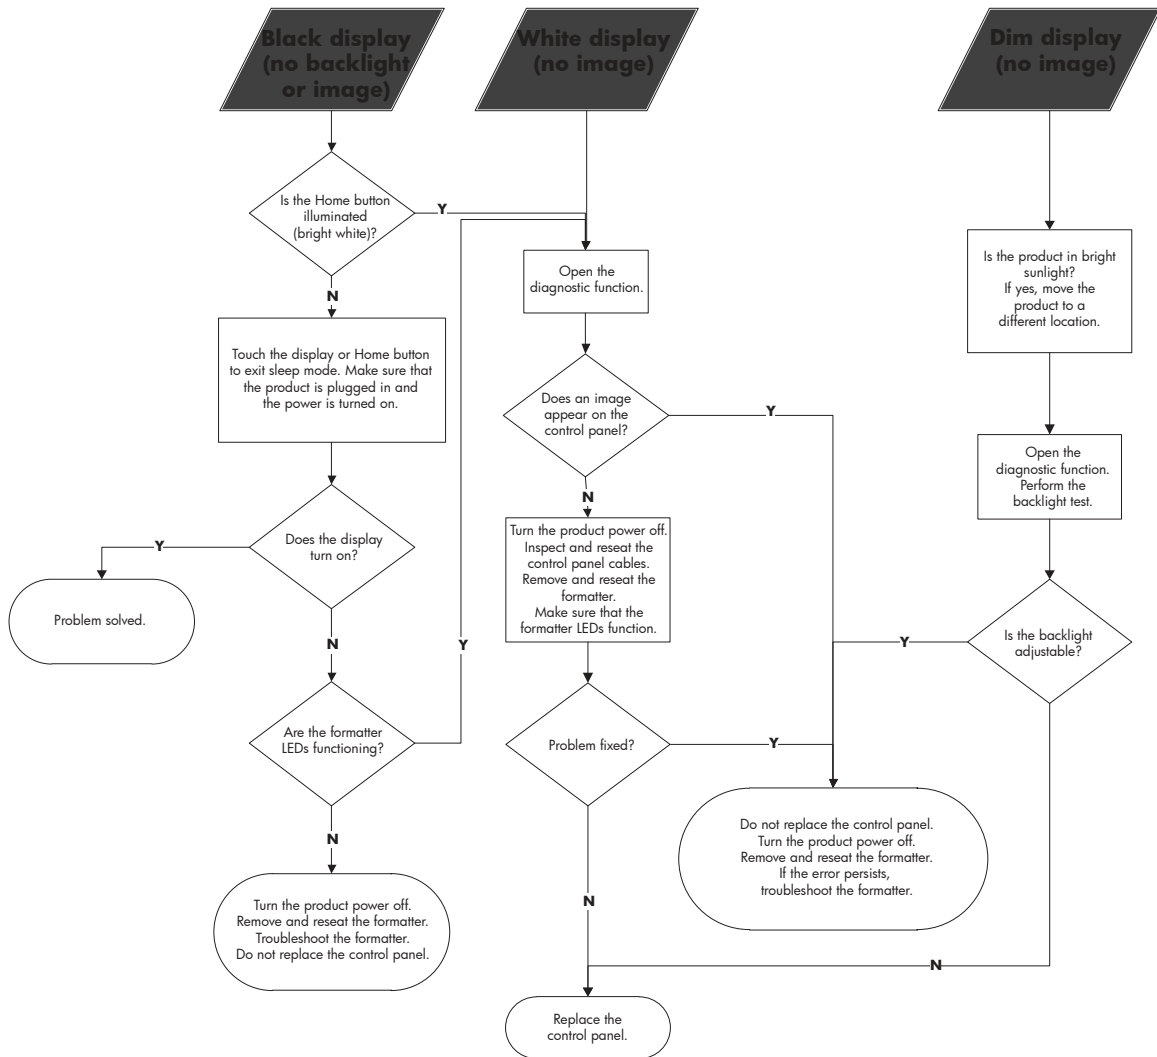 Black display
(no backlight
or image)
White display
(no image)
Dim display
(no image)
Is the Home button
illuminated
(bright white)?
Y
N
Touch the display or Home button
to exit sleep mode. Make sure that
the product is plugged in and
the power is turned on.
Does the display
turn on?
Y
Problem solved.
N
Are the formatter
LEDs functioning?
Y
N
Turn the product power off.
Remove and reseat the formatter.
Troubleshoot the formatter.
Do not replace the control panel.
Open the
diagnostic function.
Does an image
appear on the
control panel?
Y
N
Turn the product power off.
Inspect and reseat the
control panel cables.
Remove and reseat the
formatter.
Make sure that the
formatter LEDs function.
Problem fixed?
Y
N
Is the product in bright
sunlight?
If yes, move the
product to a
different location.
Open the
diagnostic function.
Perform the
backlight test.
Is the backlight
adjustable?
Y
N
Do not replace the control panel.
Turn the product power off.
Remove and reseat the formatter.
If the error persists,
troubleshoot the formatter.
Replace the
control panel.